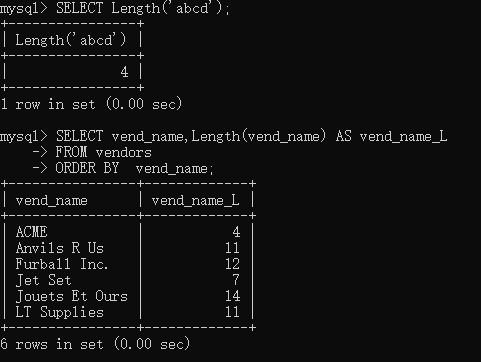 mysql> SELECT Length('abcd');
+----------------+
| Length('abcd') |
+----------------+
|              4 |
+----------------+
1 row in set (0.00 sec)

mysql> SELECT vend_name,Length(vend_name) AS vend_name_L
    -> FROM vendors
    -> ORDER BY  vend_name;
+----------------+-------------+
| vend_name      | vend_name_L |
+----------------+-------------+
| ACME           |           4 |
| Anvils R Us    |          11 |
| Furball Inc.   |          12 |
| Jet Set        |           7 |
| Jouets Et Ours |          14 |
| LT Supplies    |          11 |
+----------------+-------------+
6 rows in set (0.00 sec)